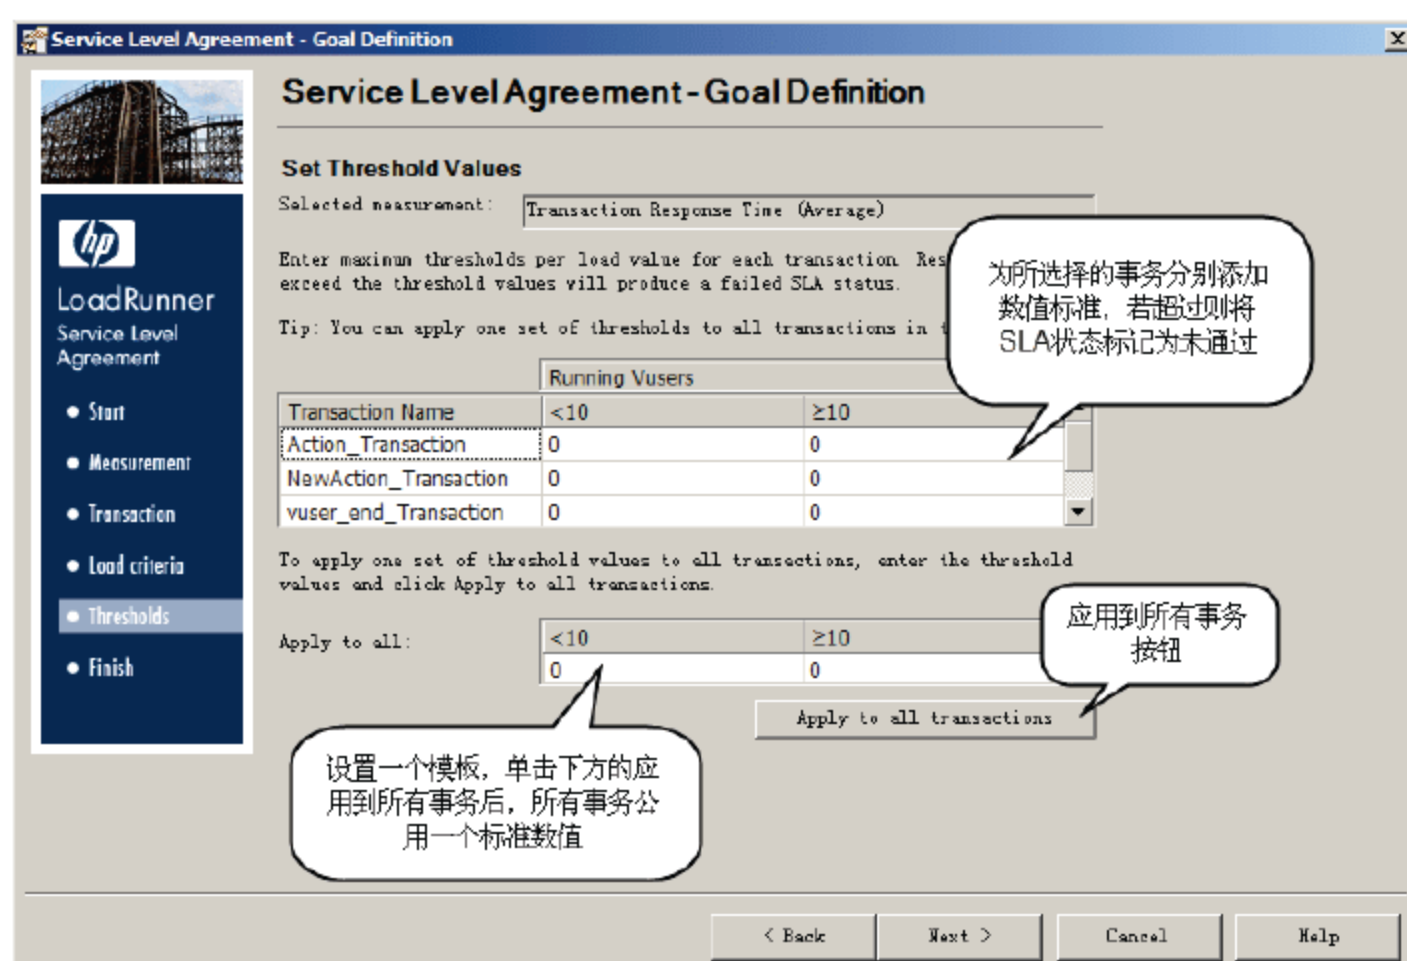 Service Level Agreement - Goal Definition
Service Level Agreement - Goal Definition
Set Threshold Values
Selected measurement:
Transaction Response Time (Average)
Enter maximum thresholds per load value for each transaction. Res
exceed the threshold values will produce a failed SLA status.
Tip: You can apply one set of thresholds to all transactions in t
为所选择的事务分别添加
数值标准，若超过则将
SLA状态标记为未通过
hp
LoadRunner
Service Level
Agreement
Start
Measurement
Transaction
Load criteria
Thresholds
Finish
Running Vusers
Transaction Name <10 ≥10
Action_Transaction 0 0
NewAction_Transaction 0 0
vuser_end_Transaction 0 0
To apply one set of threshold values to all transactions, enter the threshold
values and click Apply to all transactions.
Apply to all:
<10 ≥10
0 0
应用到所有事务
按钮
Apply to all transactions
设置一个模板，单击下方的应
用到所有事务后，所有事务公
用一个标准数值
< Back Next > Cancel Help